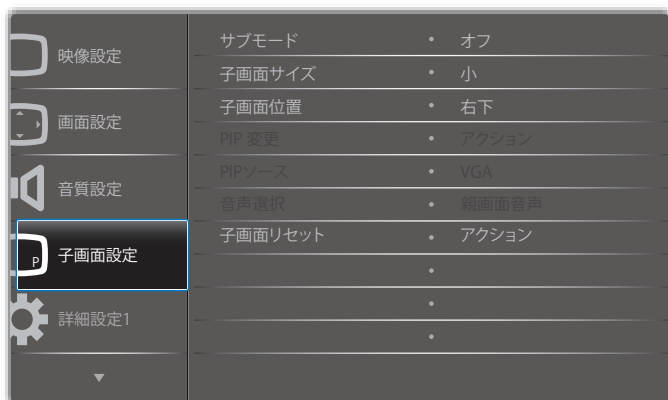 映像設定
画面設定
音質設定
P
子画面設定
詳細設定1
▼
サブモード • オフ
子画面サイズ • 小
子画面位置 • 右下
PIP 変更 • アクション
PIPソース • VGA
音声選択 • 親画面音声
子画面リセット • アクション
•
•
•